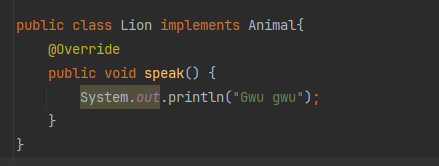 public class Lion implements Animal{
@Override
public void speak() {
System.out.println("Gwu gwu");
}
}